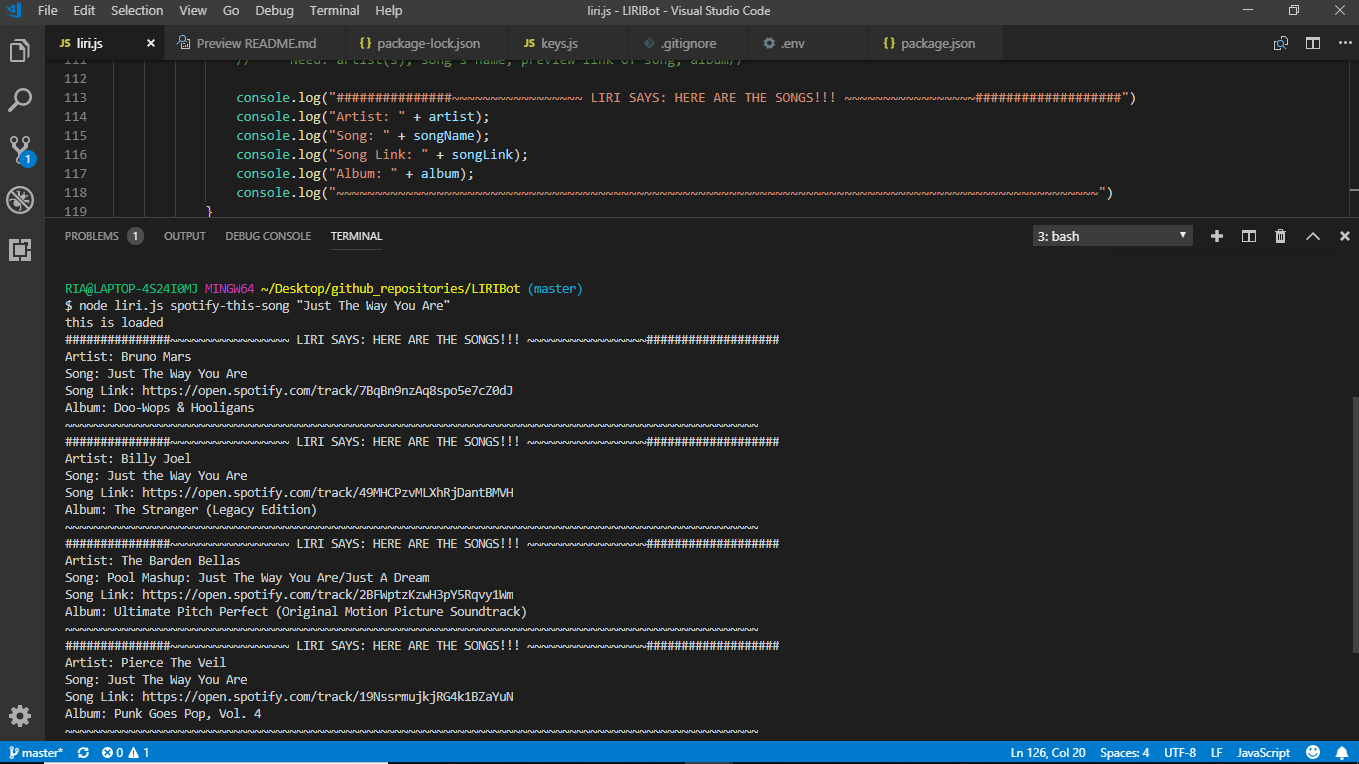 File Edit Selection View Go Debug Terminal Help liri.js - LIRIBot - Visual Studio Code
JS liri.js × Preview README.md {} package-lock.json JS keys.js .gitignore .env {} package.json ...
111 // Need: artist(s), song's name, preview link of song, album//
112
113 console.log("###############~~~~~~~~~~~~~~~~~ LIRI SAYS: HERE ARE THE SONGS!!! ~~~~~~~~~~~~~~~~~###################")
114 console.log("Artist: " + artist);
115 console.log("Song: " + songName);
116 console.log("Song Link: " + songLink);
117 console.log("Album: " + album);
118 console.log("~~~~~~~~~~~~~~~~~~~~~~~~~~~~~~~~~~~~~~~~~~~~~~~~~~~~~~~~~~~~~~~~~~~~~~~~~~~~~~~~~~~~~~~~~~~~~~~~~~~")
119 }
1
PROBLEMS 1 OUTPUT DEBUG CONSOLE TERMINAL 3: bash
RIA@LAPTOP-4S24I0MJ MINGW64 ~/Desktop/github_repositories/LIRIBot (master)
$ node liri.js spotify-this-song "Just The Way You Are"
this is loaded
###############~~~~~~~~~~~~~~~~~ LIRI SAYS: HERE ARE THE SONGS!!! ~~~~~~~~~~~~~~~~~###################
Artist: Bruno Mars
Song: Just The Way You Are
Song Link: https://open.spotify.com/track/7BqBn9nzAq8spo5e7cZ0dJ
Album: Doo-Wops & Hooligans
~~~~~~~~~~~~~~~~~~~~~~~~~~~~~~~~~~~~~~~~~~~~~~~~~~~~~~~~~~~~~~~~~~~~~~~~~~~~~~~~~~~~~~~~~~~~~~~~~~~
###############~~~~~~~~~~~~~~~~~ LIRI SAYS: HERE ARE THE SONGS!!! ~~~~~~~~~~~~~~~~~###################
Artist: Billy Joel
Song: Just the Way You Are
Song Link: https://open.spotify.com/track/49MHCPzvMLXhRjDantBMVH
Album: The Stranger (Legacy Edition)
~~~~~~~~~~~~~~~~~~~~~~~~~~~~~~~~~~~~~~~~~~~~~~~~~~~~~~~~~~~~~~~~~~~~~~~~~~~~~~~~~~~~~~~~~~~~~~~~~~~
###############~~~~~~~~~~~~~~~~~ LIRI SAYS: HERE ARE THE SONGS!!! ~~~~~~~~~~~~~~~~~###################
Artist: The Barden Bellas
Song: Pool Mashup: Just The Way You Are/Just A Dream
Song Link: https://open.spotify.com/track/2BFWptzKzwH3pY5Rqvy1Wm
Album: Ultimate Pitch Perfect (Original Motion Picture Soundtrack)
~~~~~~~~~~~~~~~~~~~~~~~~~~~~~~~~~~~~~~~~~~~~~~~~~~~~~~~~~~~~~~~~~~~~~~~~~~~~~~~~~~~~~~~~~~~~~~~~~~~
###############~~~~~~~~~~~~~~~~~ LIRI SAYS: HERE ARE THE SONGS!!! ~~~~~~~~~~~~~~~~~###################
Artist: Pierce The Veil
Song: Just The Way You Are
Song Link: https://open.spotify.com/track/19NssrmujkjRG4k1BZaYuN
Album: Punk Goes Pop, Vol. 4
~~~~~~~~~~~~~~~~~~~~~~~~~~~~~~~~~~~~~~~~~~~~~~~~~~~~~~~~~~~~~~~~~~~~~~~~~~~~~~~~~~~~~~~~~~~~~~~~~~~
master* 0 1 Ln 126, Col 20 Spaces: 4 UTF-8 LF JavaScript